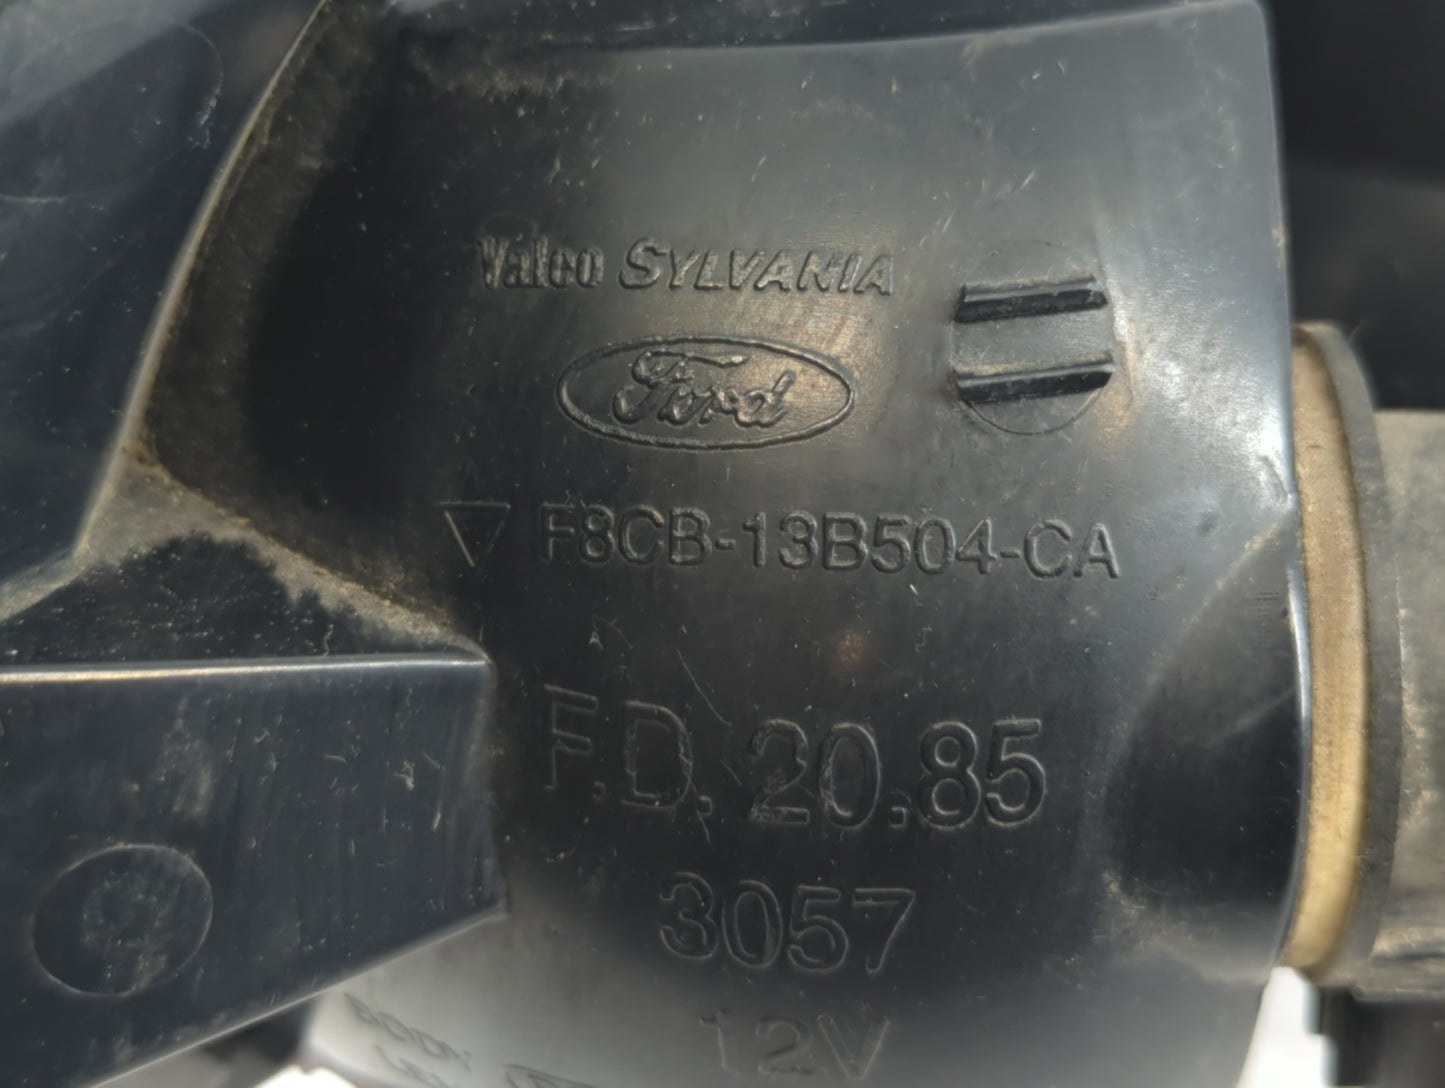 Valeo SYLVANIA
Ford
F8CB-13B504-CA
F.D. 20.85
3057
12V